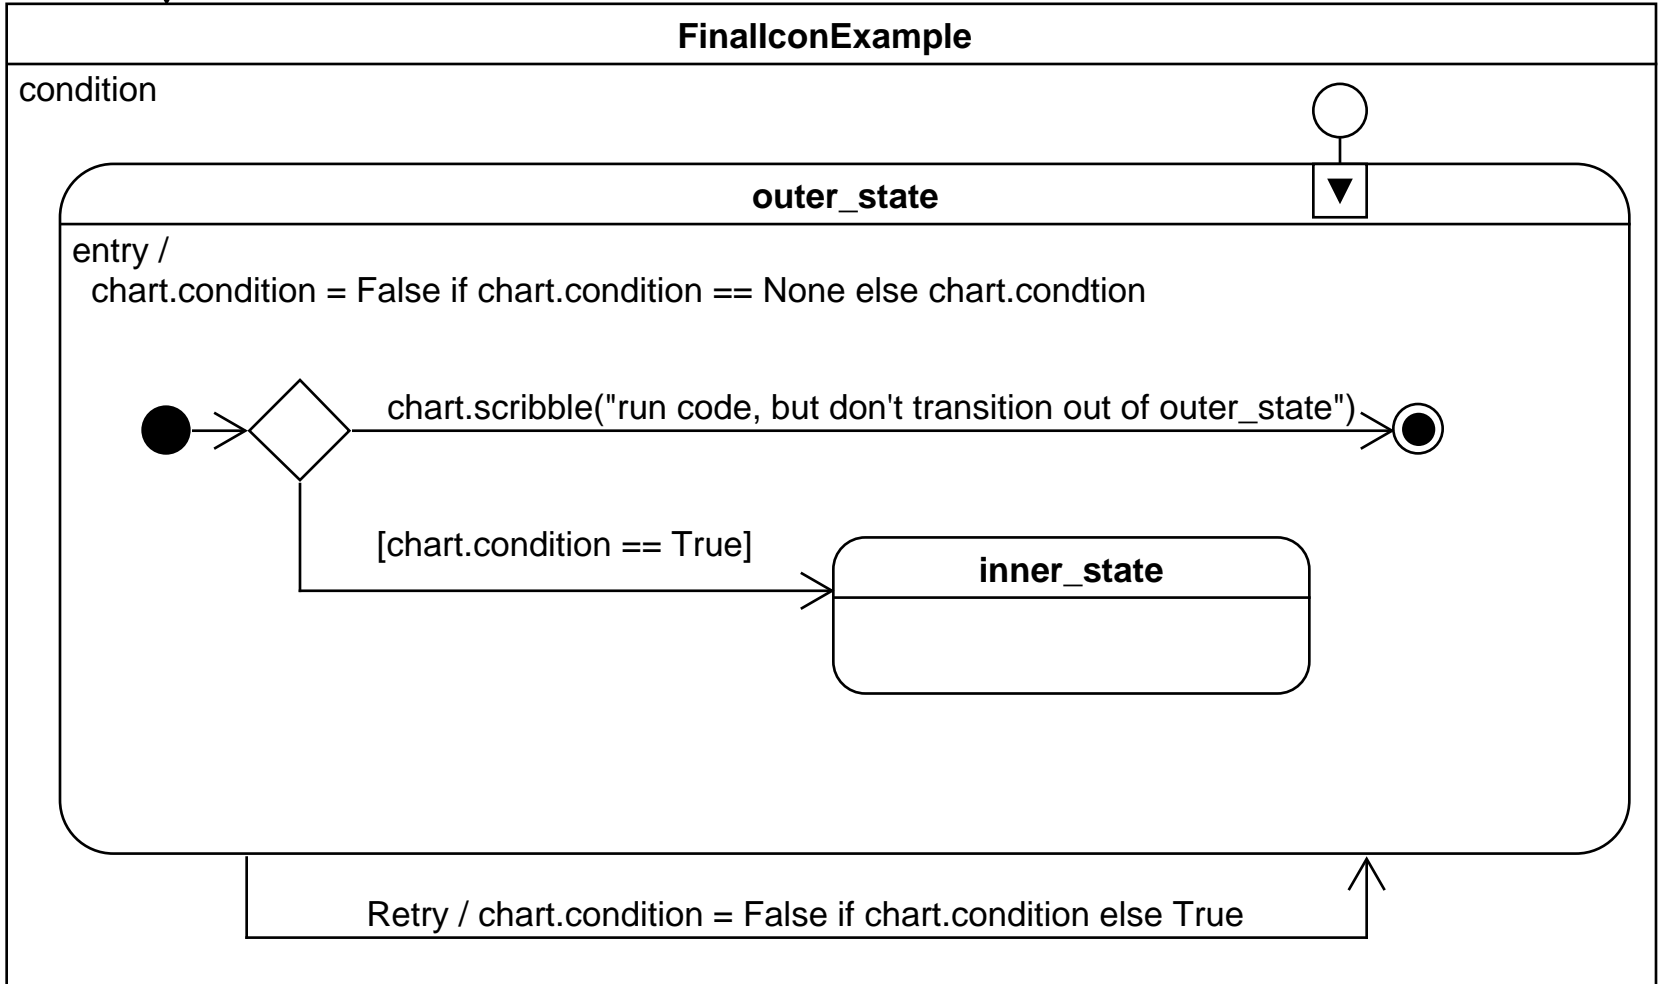 FinalIconExample
condition
outer_state
entry /
chart.condition = False if chart.condition == None else chart.condtion
chart.scribble("run code, but don't transition out of outer_state")
[chart.condition == True]
inner_state
Retry / chart.condition = False if chart.condition else True